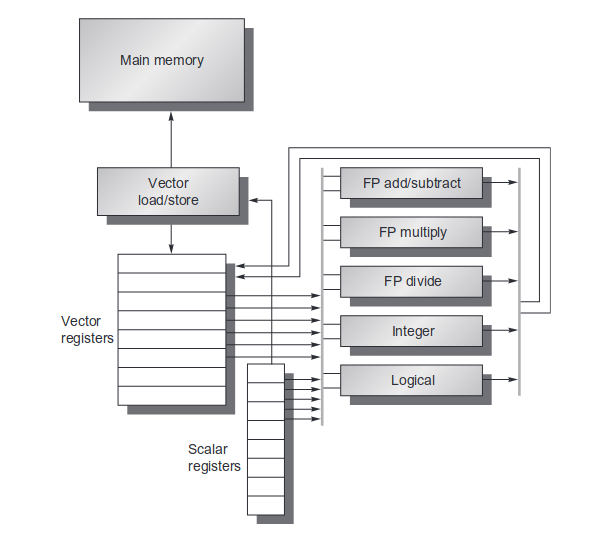 Main memory
Vector
load/store
FP add/subtract
FP multiply
FP divide
Integer
Logical
Vector
registers
Scalar
registers